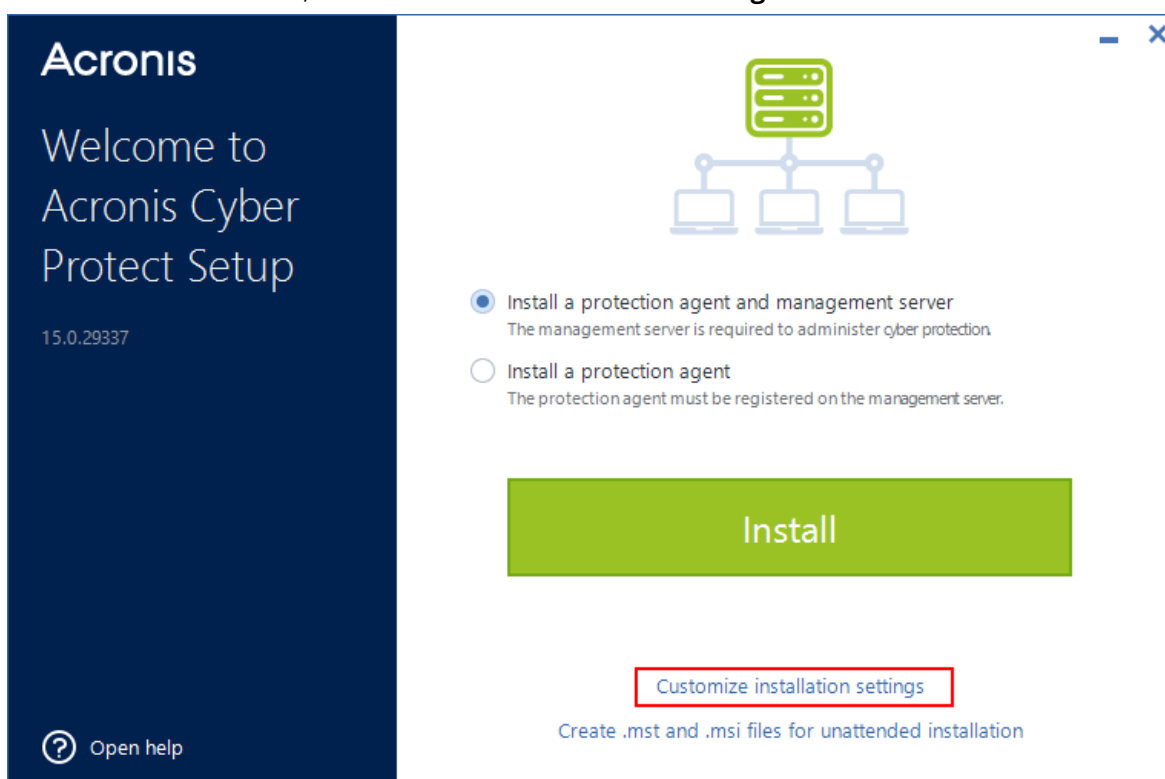 Acronis
Welcome to
Acronis Cyber
Protect Setup
15.0.29337
Install a protection agent and management server
The management server is required to administer cyber protection.
Install a protection agent
The protection agent must be registered on the management server.
Install
Customize installation settings
Create .mst and .msi files for unattended installation
? Open help